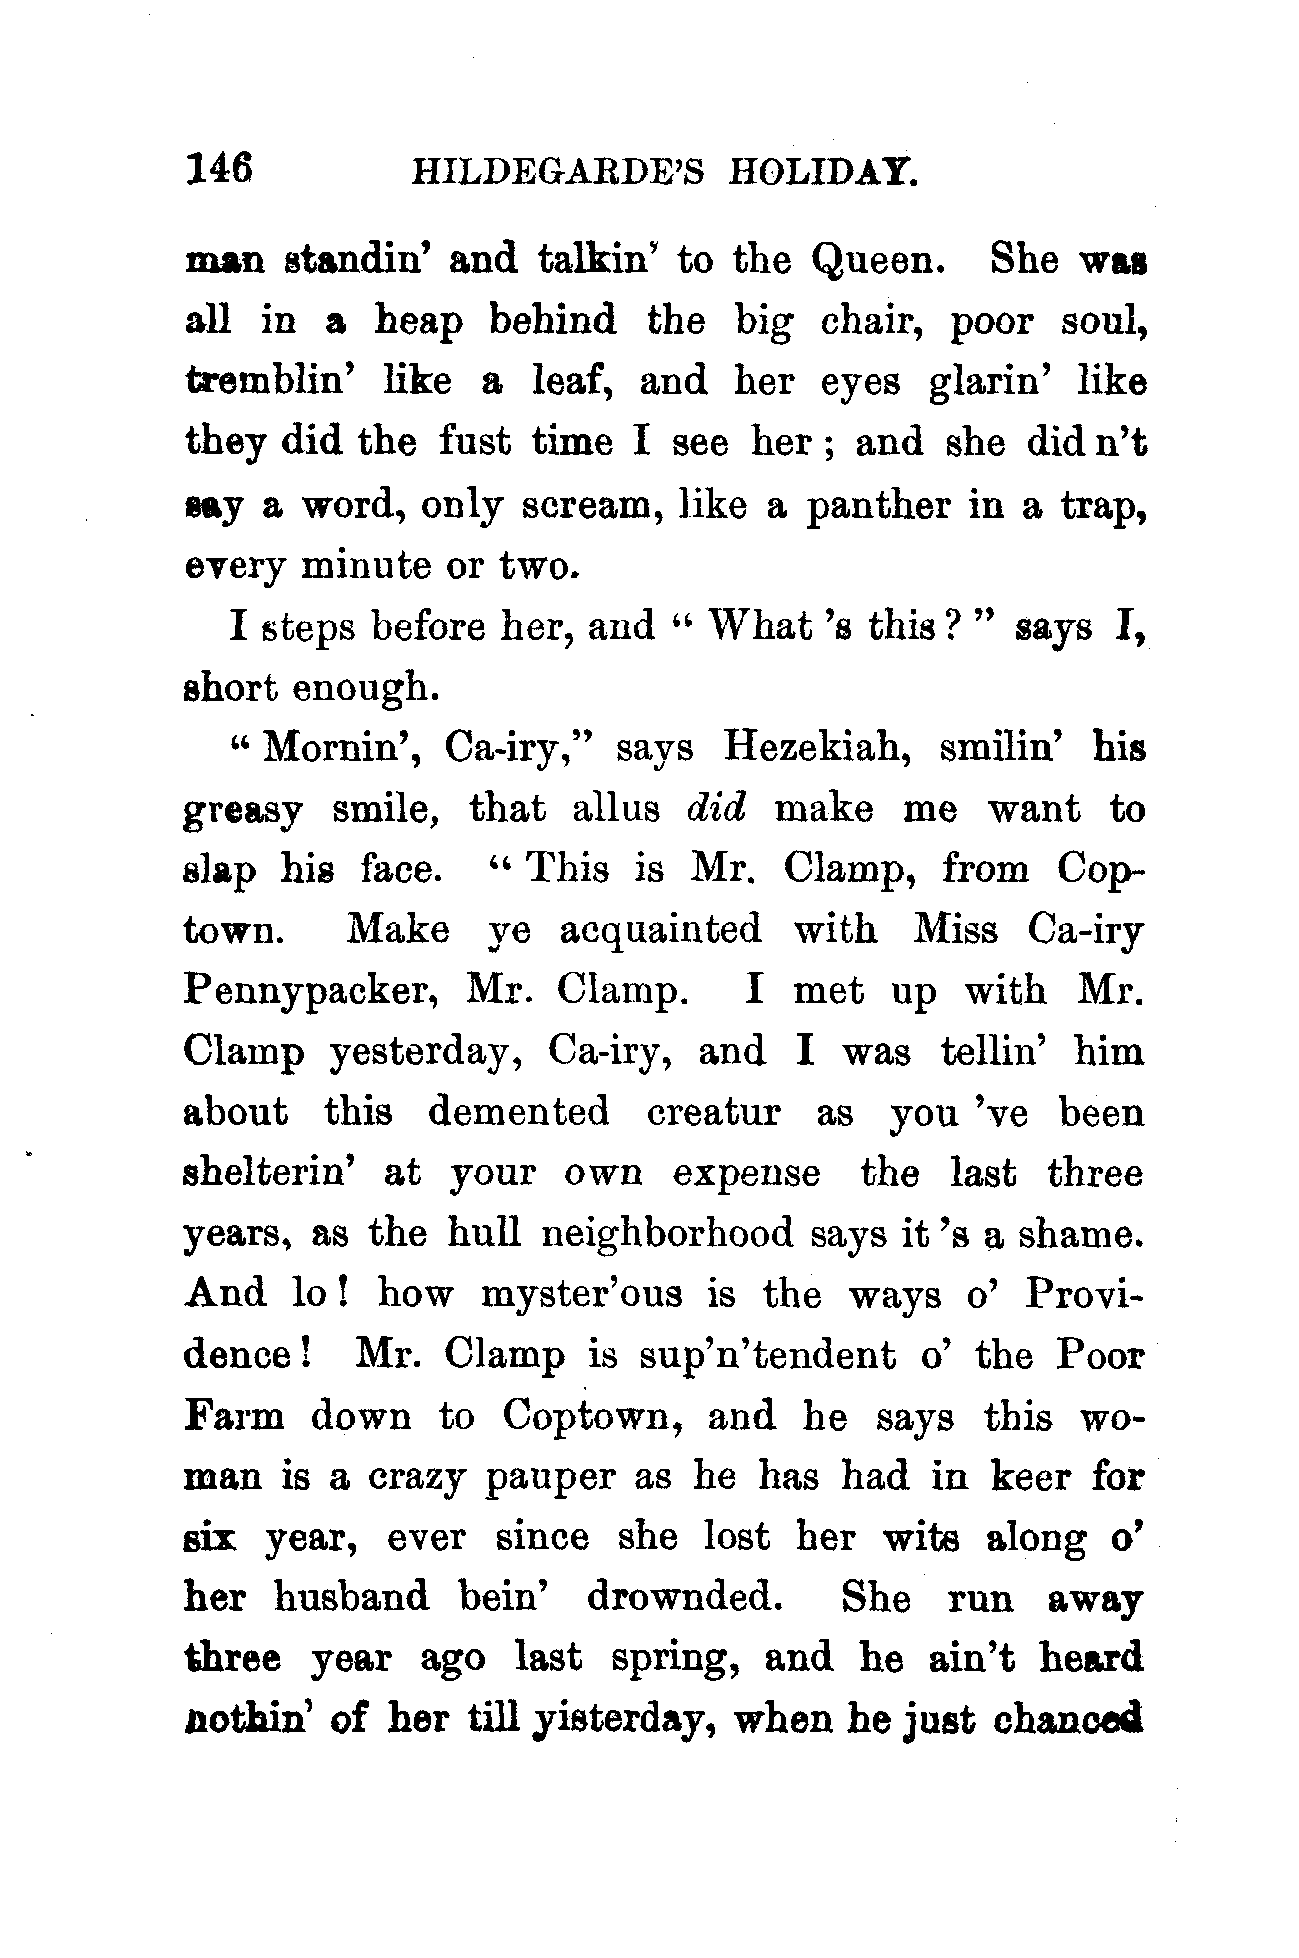 146 HILDEGARDE'S HOLIDAY.
man standin' and talkin' to the Queen. She was
all in a heap behind the big chair, poor soul,
tremblin' like a leaf, and her eyes glarin' like
they did the fust time I see her; and she didn't
say a word, only scream, like a panther in a trap,
every minute or two.
I steps before her, and "What's this?" says I,
short enough.
"Mornin', Ca-iry," says Hezekiah, smilin' his
greasy smile, that allus did make me want to
slap his face. "This is Mr. Clamp, from Cop-
town. Make ye acquainted with Miss Ca-iry
Pennypacker, Mr. Clamp. I met up with Mr.
Clamp yesterday, Ca-iry, and I was tellin' him
about this demented creatur as you 've been
shelterin' at your own expense the last three
years, as the hull neighborhood says it 's a shame.
And lo! how myster'ous is the ways o' Provi-
dence! Mr. Clamp is sup'n'tendent o' the Poor
Farm down to Coptown, and he says this wo-
man is a crazy pauper as he has had in keer for
six year, ever since she lost her wits along o'
her husband bein' drownded. She run away
three year ago last spring, and he ain't heard
nothin' of her till yisterday, when he just chanced